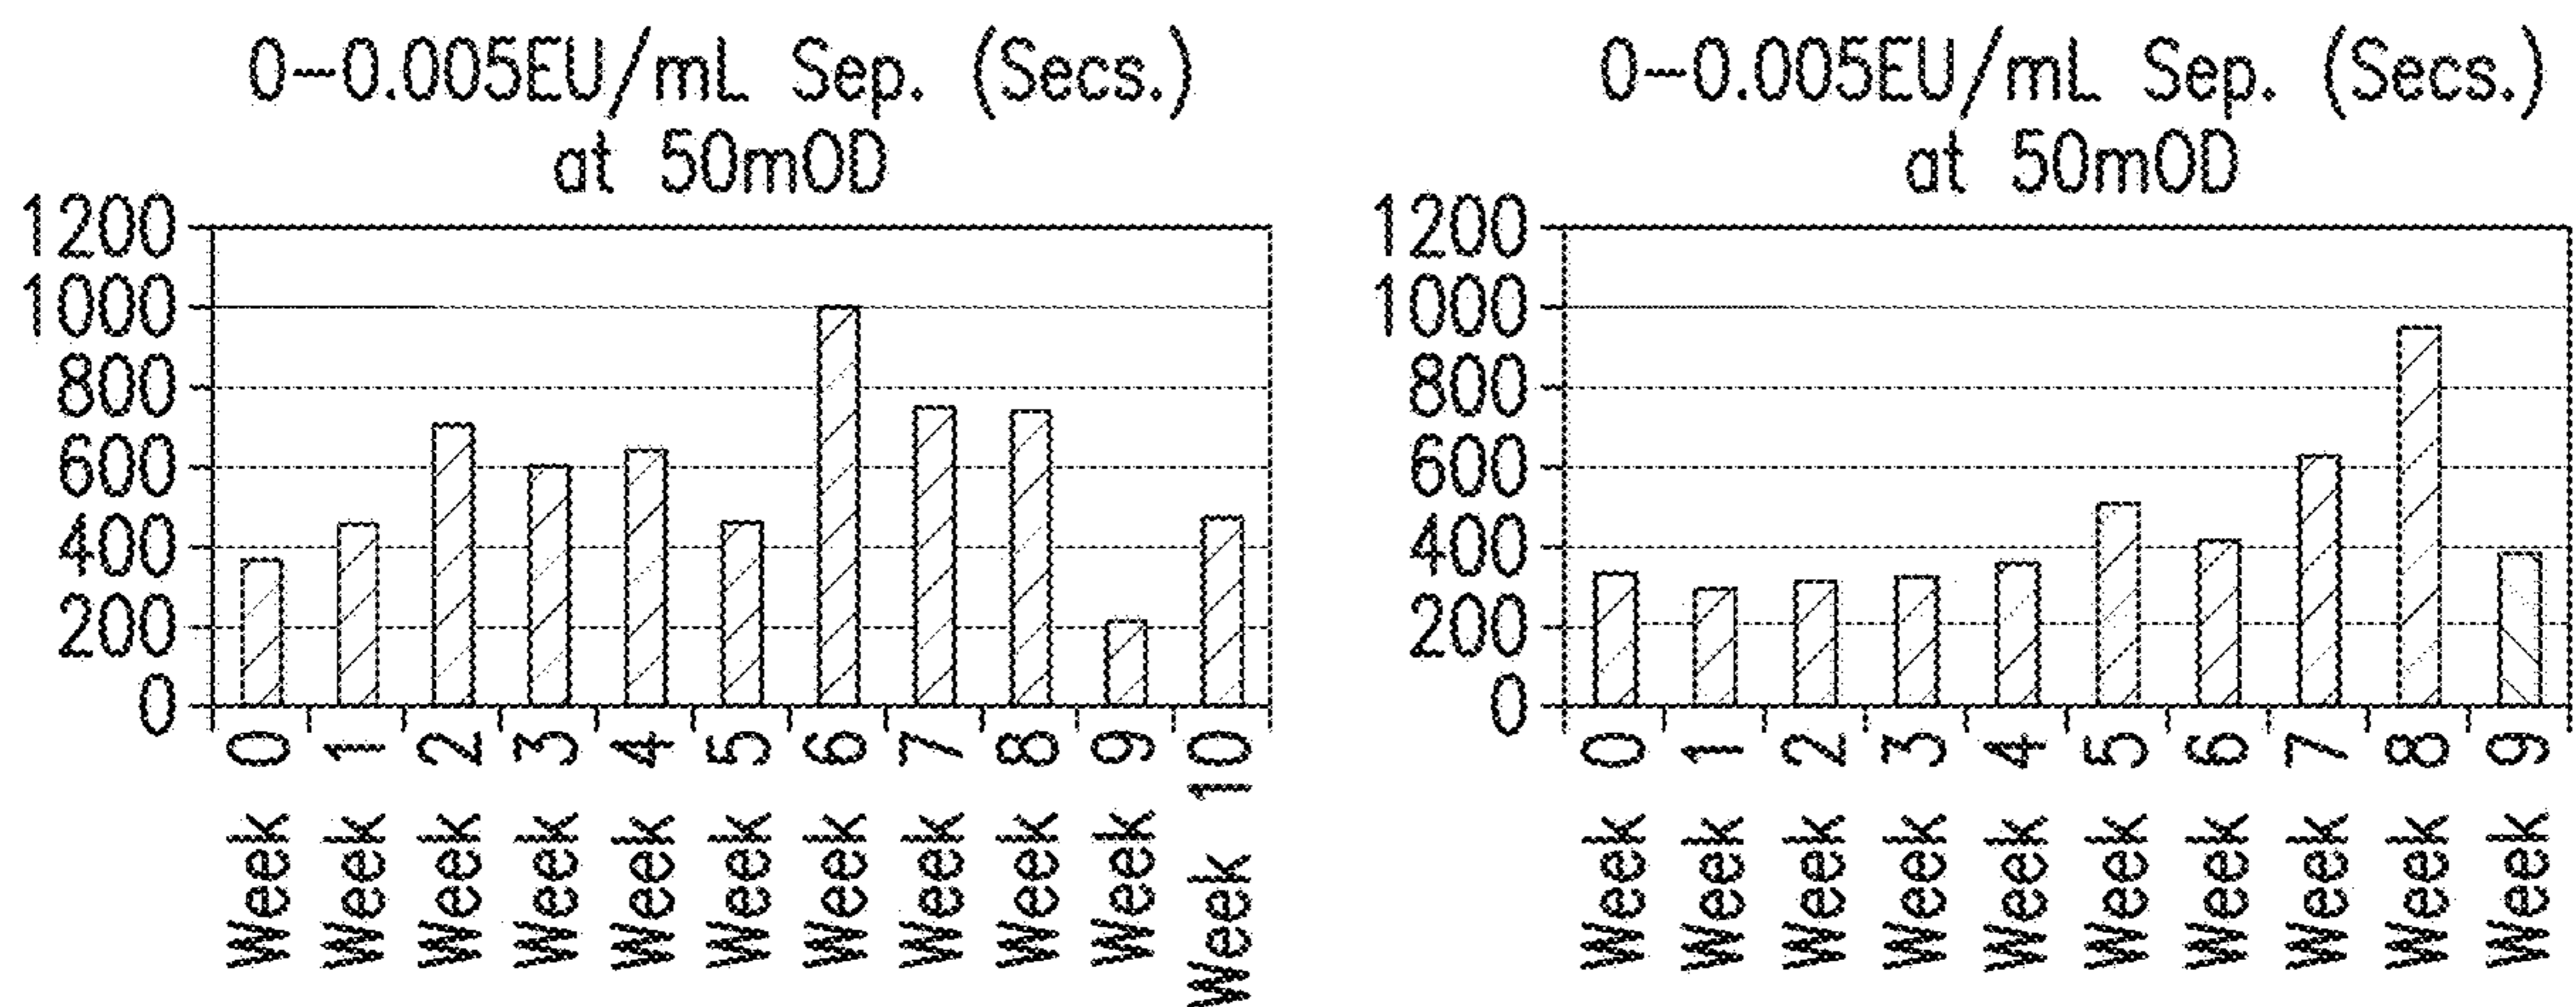 0-0.005EU/mL Sep. (Secs.)
at 50mOD
1200
1000
800
600
400
200
0
Week 0
Week 1
Week 2
Week 3
Week 4
Week 5
Week 6
Week 7
Week 8
Week 9
Week 10
0-0.005EU/mL Sep. (Secs.)
at 50mOD
1200
1000
800
600
400
200
0
Week 0
Week 1
Week 2
Week 3
Week 4
Week 5
Week 6
Week 7
Week 8
Week 9